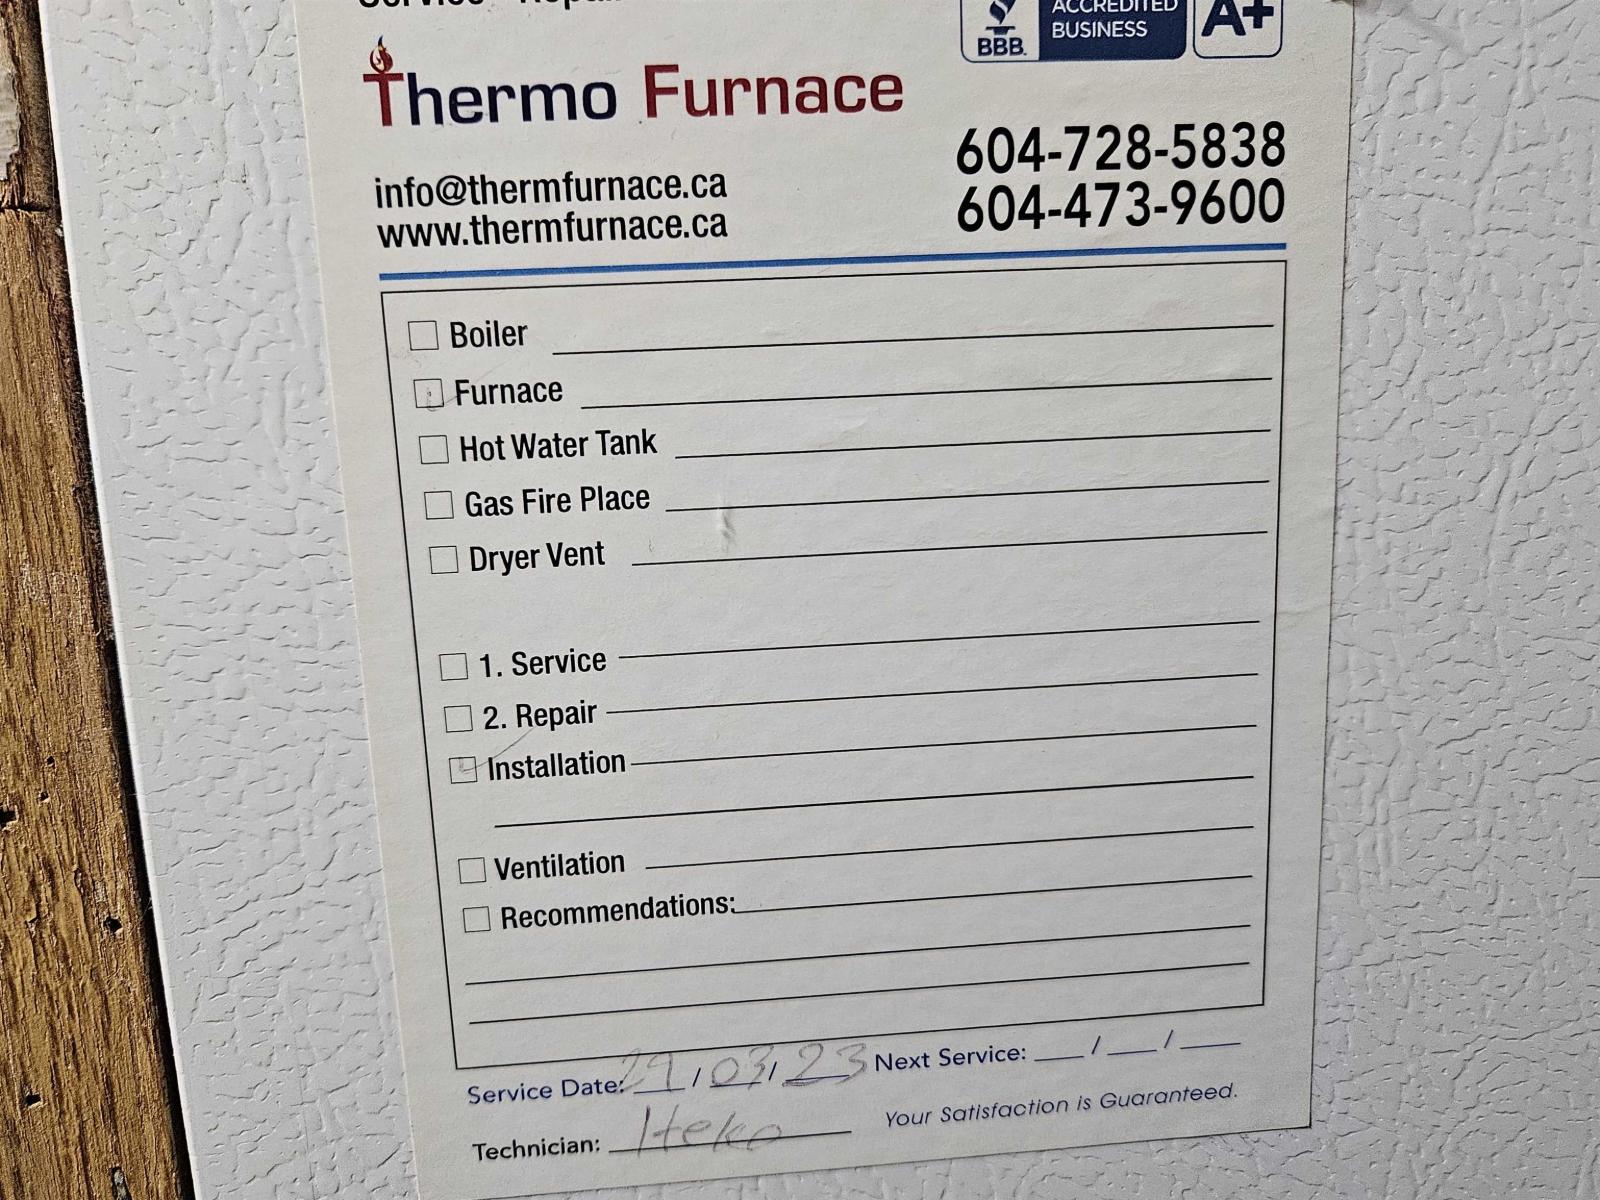 Service
BBB.
ACCREDITED
BUSINESS
A+
Thermo Furnace
604-728-5838
info@thermfurnace.ca
604-473-9600
www.thermfurnace.ca
Boiler
Furnace
Hot Water Tank
Gas Fire Place
Dryer Vent
1. Service
2. Repair
Installation
Ventilation
Recommendations:
Service Date: 29/03/23 Next Service: / /
Your Satisfaction is Guaranteed.
Technician: